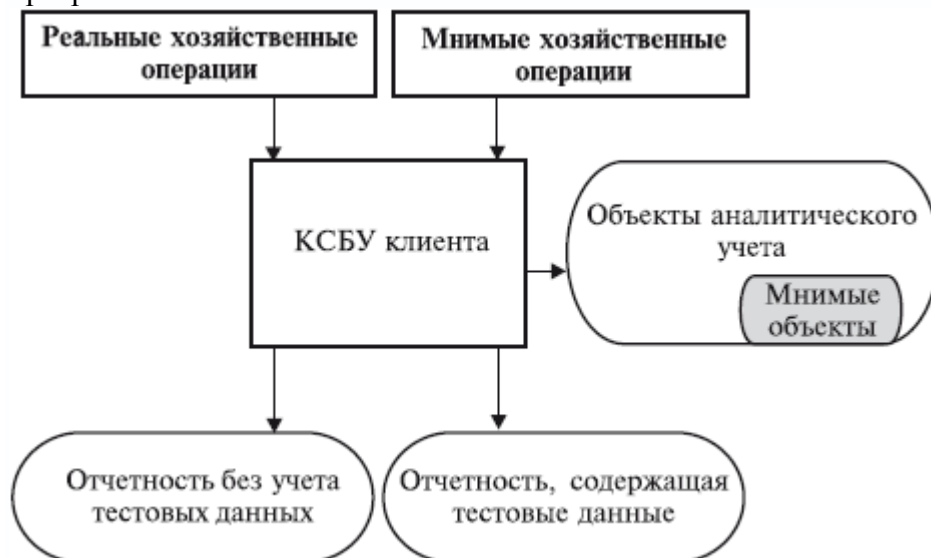 Реальные хозяйственные
операции
Мнимые хозяйственные
операции
КСБУ клиента
Объекты аналитического
учета
Мнимые
объекты
Отчетность без учета
тестовых данных
Отчетность, содержащая
тестовые данные